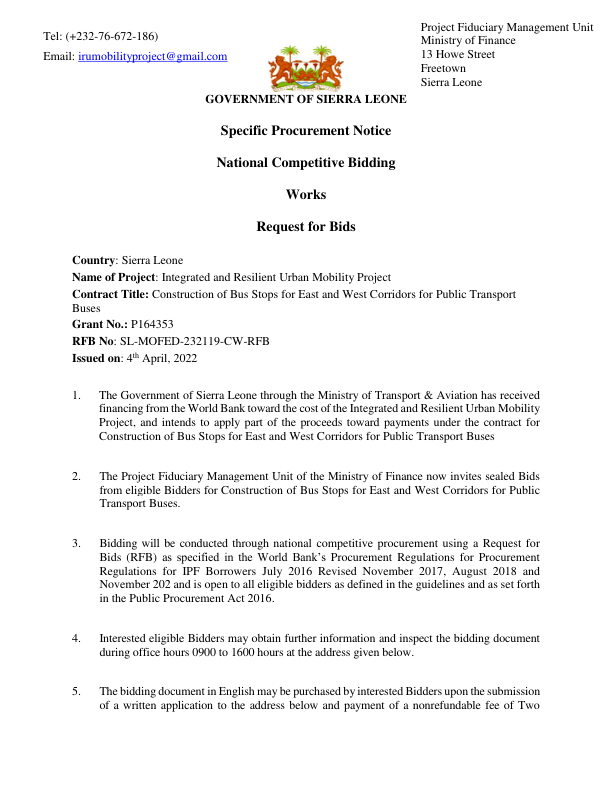 Tel: (+232-76-672-186)
Email: irumobilityproject@gmail.com
Project Fiduciary Management Unit
Ministry of Finance
13 Howe Street
Freetown
Sierra Leone
GOVERNMENT OF SIERRA LEONE
Specific Procurement Notice
National Competitive Bidding
Works
Request for Bids
Country: Sierra Leone
Name of Project: Integrated and Resilient Urban Mobility Project
Contract Title: Construction of Bus Stops for East and West Corridors for Public Transport
Buses
Grant No.: P164353
RFB No: SL-MOFED-232119-CW-RFB
Issued on: 4th April, 2022
1. The Government of Sierra Leone through the Ministry of Transport & Aviation has received
financing from the World Bank toward the cost of the Integrated and Resilient Urban Mobility
Project, and intends to apply part of the proceeds toward payments under the contract for
Construction of Bus Stops for East and West Corridors for Public Transport Buses
2. The Project Fiduciary Management Unit of the Ministry of Finance now invites sealed Bids
from eligible Bidders for Construction of Bus Stops for East and West Corridors for Public
Transport Buses.
3. Bidding will be conducted through national competitive procurement using a Request for
Bids (RFB) as specified in the World Bank’s Procurement Regulations for Procurement
Regulations for IPF Borrowers July 2016 Revised November 2017, August 2018 and
November 202 and is open to all eligible bidders as defined in the guidelines and as set forth
in the Public Procurement Act 2016.
4. Interested eligible Bidders may obtain further information and inspect the bidding document
during office hours 0900 to 1600 hours at the address given below.
5. The bidding document in English may be purchased by interested Bidders upon the submission
of a written application to the address below and payment of a nonrefundable fee of Two